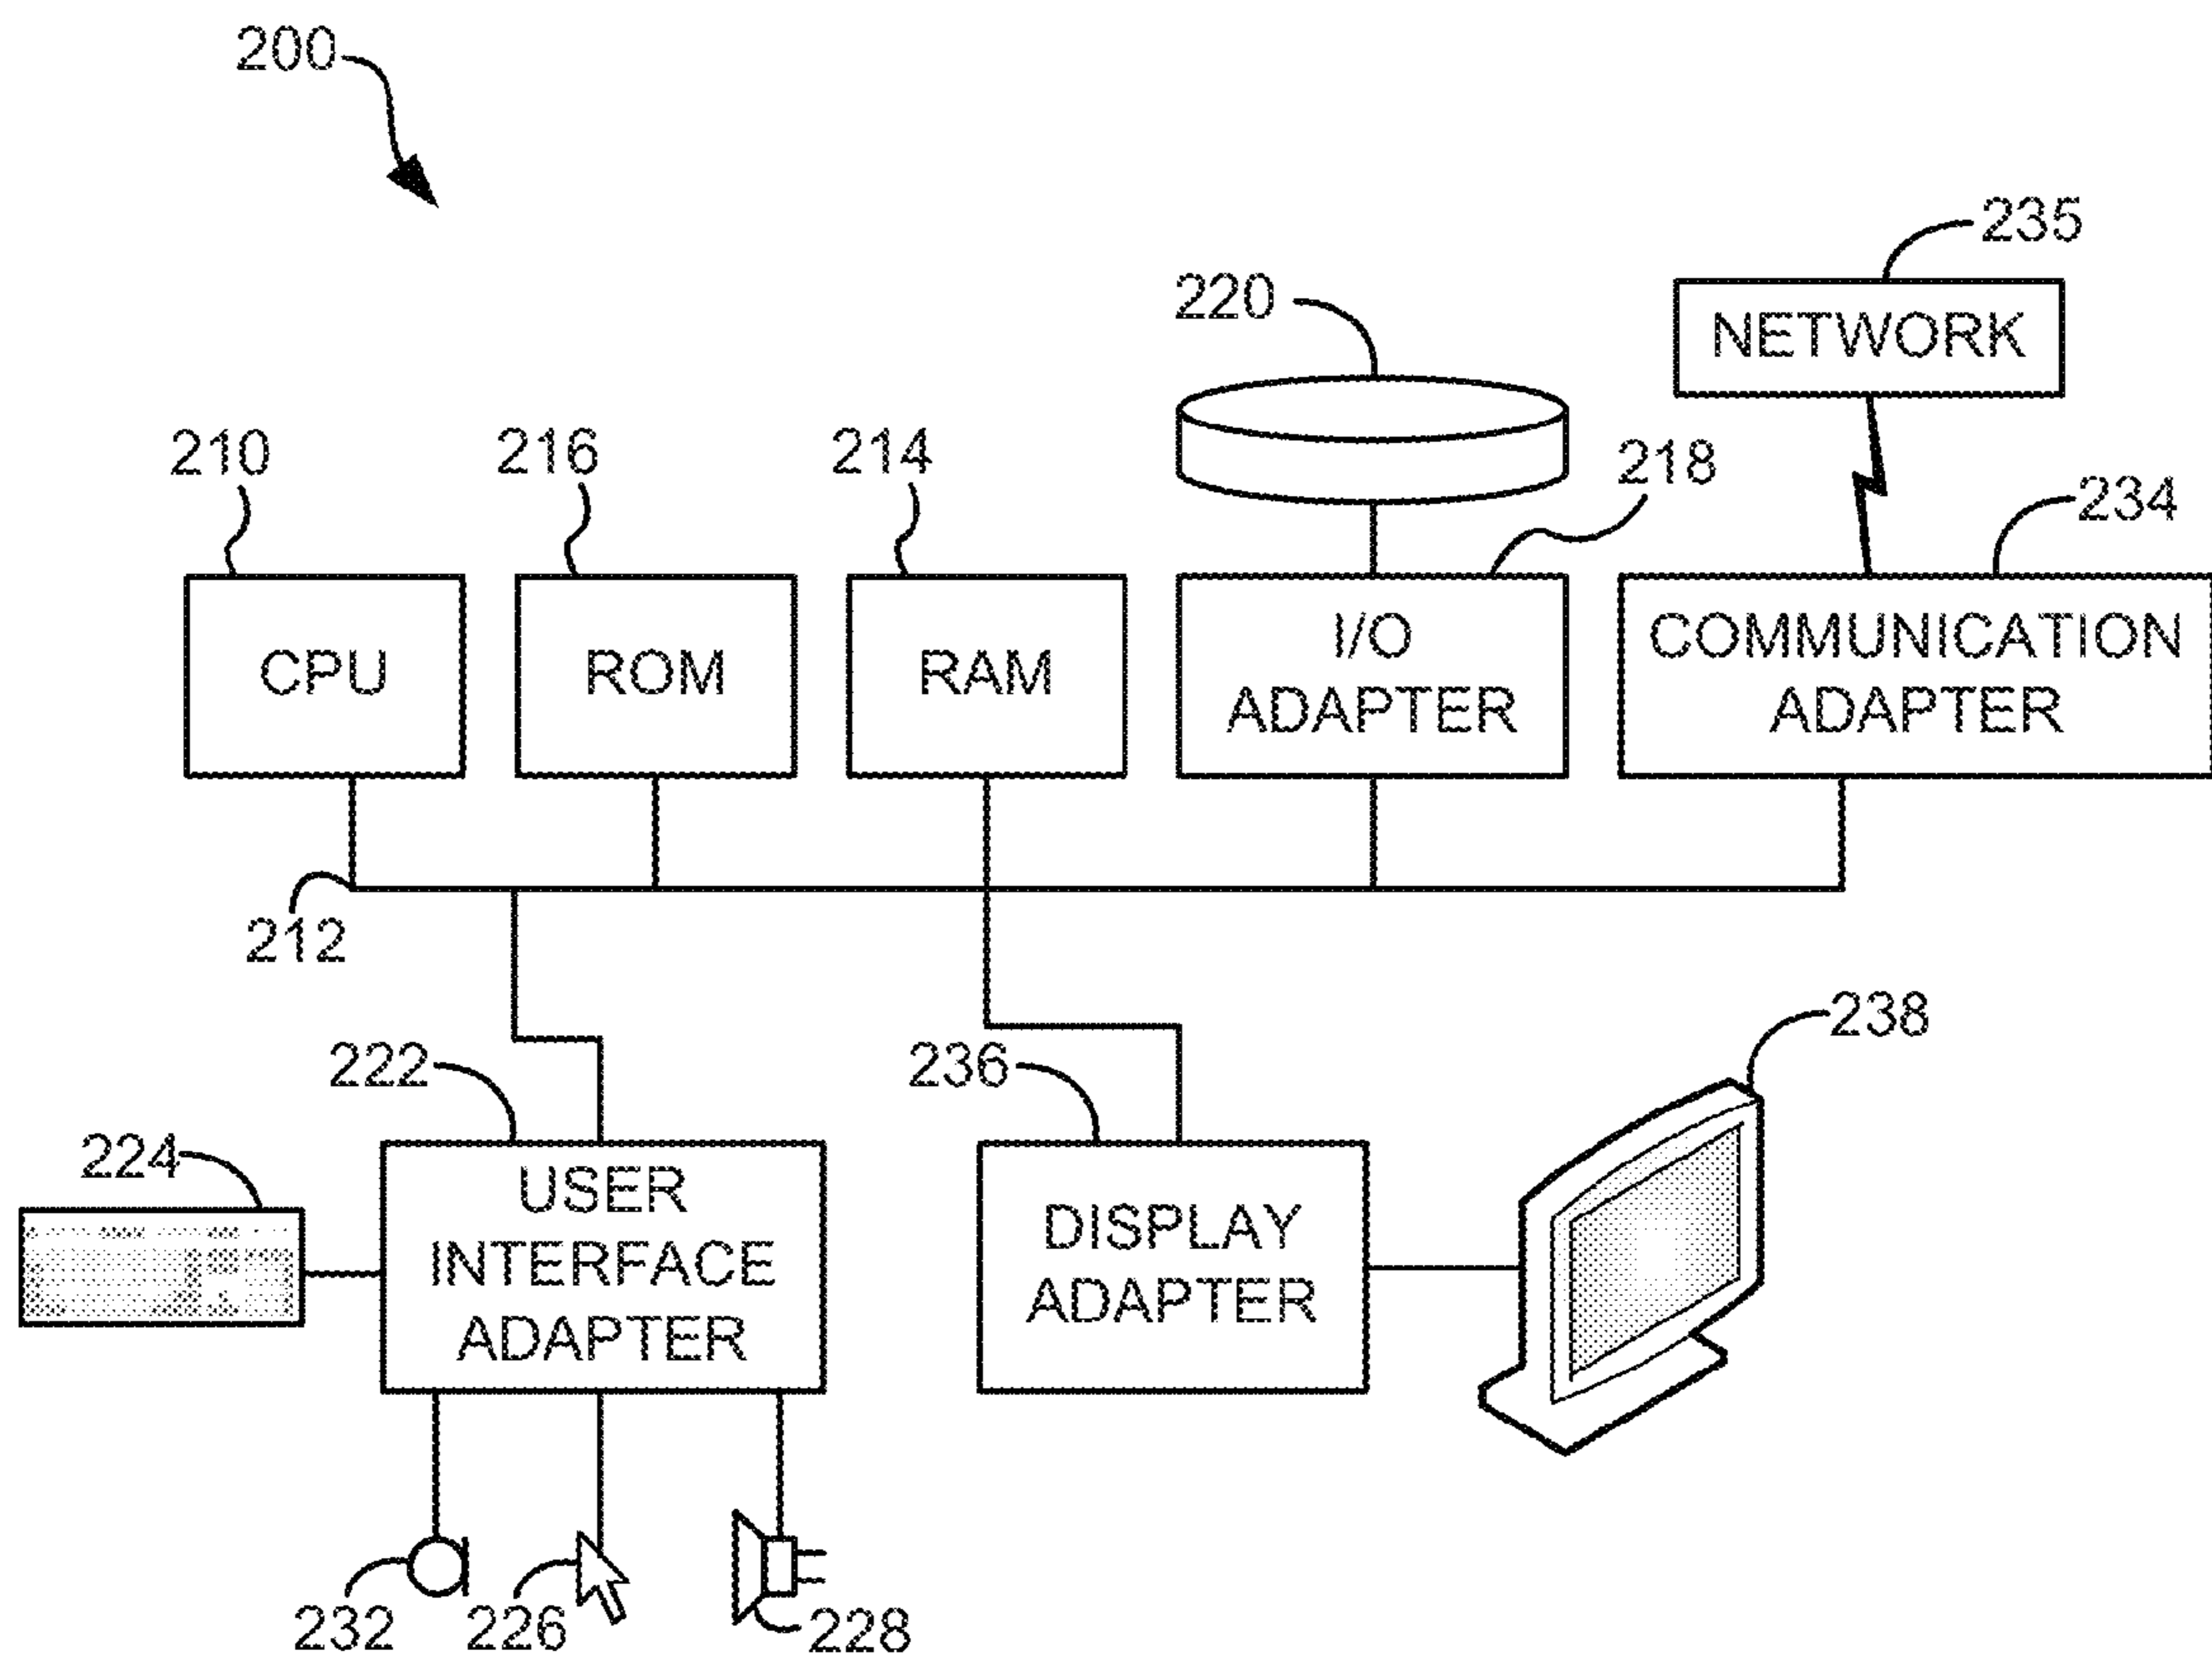 200
235
220
NETWORK
210
216
214
218
234
CPU
ROM
RAM
I/O
ADAPTER
COMMUNICATION
ADAPTER
212
238
222
236
224
USER
INTERFACE
ADAPTER
DISPLAY
ADAPTER
232
226
228